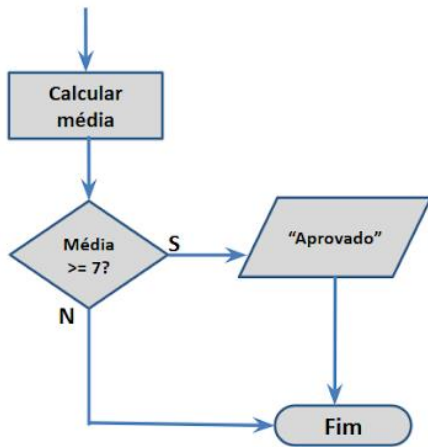 Calcular
média
Média
>= 7?
S
“Aprovado”
N
Fim